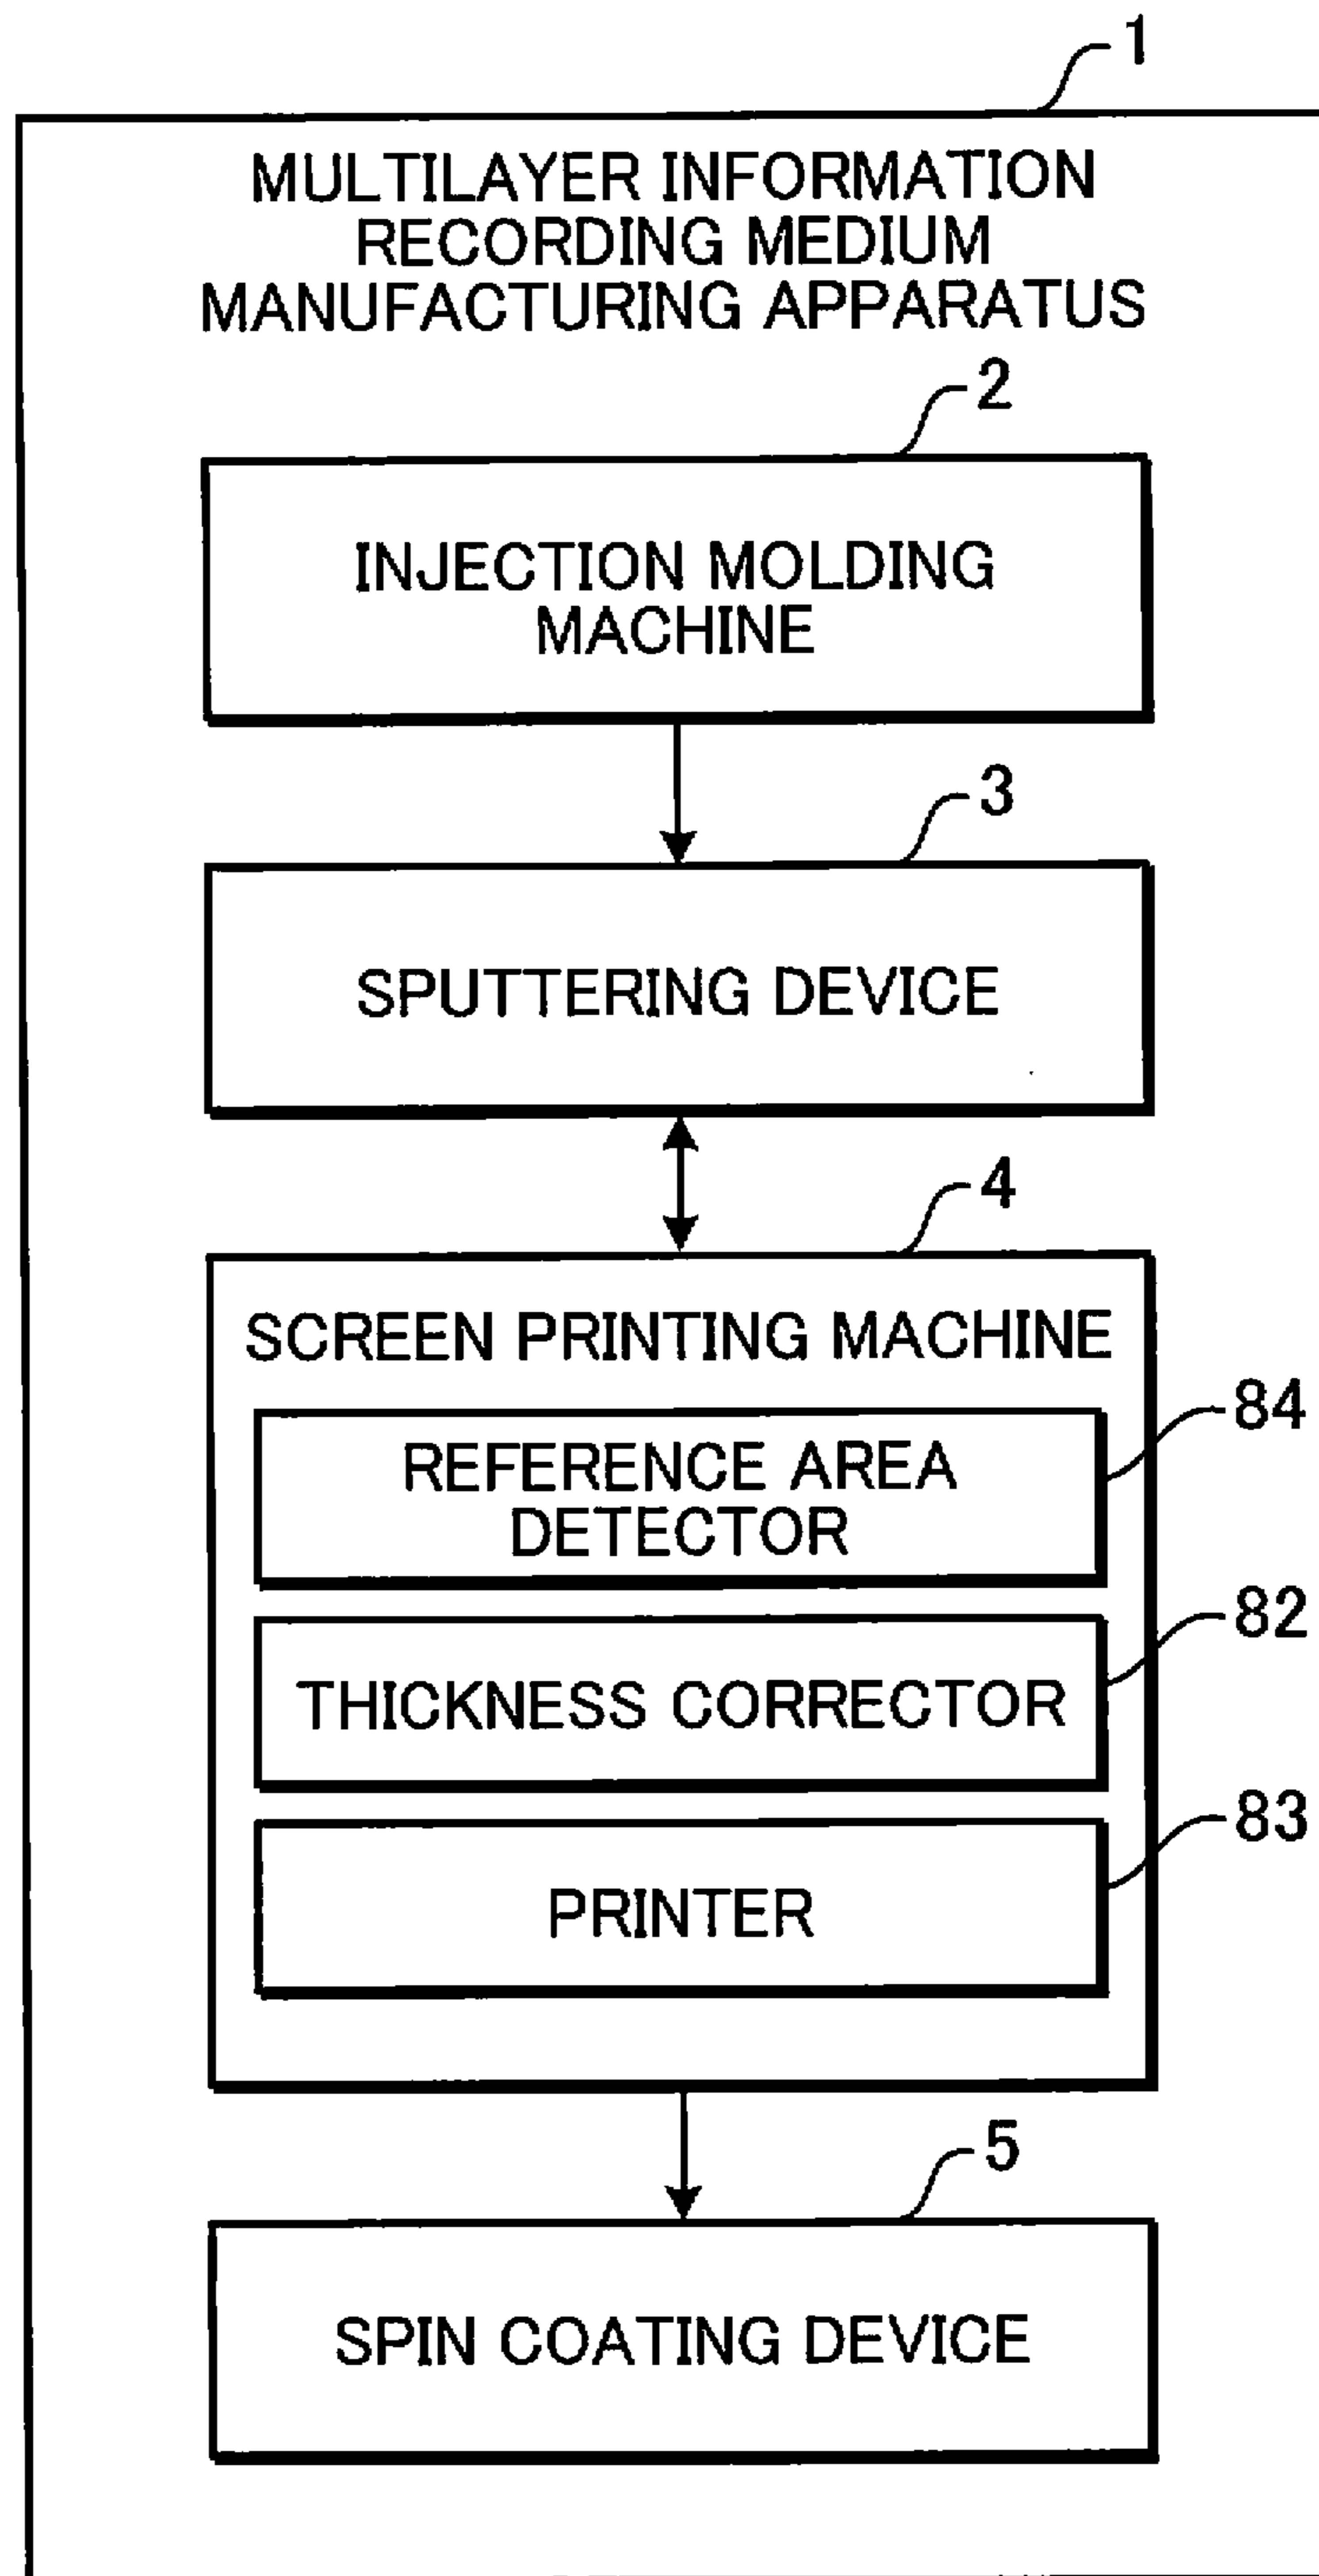 1
MULTILAYER INFORMATION
RECORDING MEDIUM
MANUFACTURING APPARATUS
2
INJECTION MOLDING
MACHINE
3
SPUTTERING DEVICE
4
SCREEN PRINTING MACHINE
84
REFERENCE AREA
DETECTOR
82
THICKNESS CORRECTOR
83
PRINTER
5
SPIN COATING DEVICE